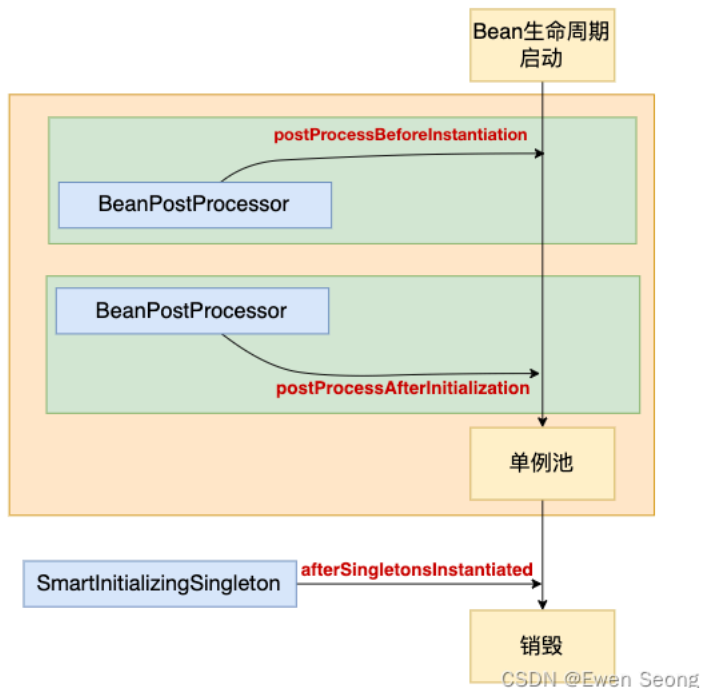 Bean生命周期
启动
postProcessBeforeInstantiation
BeanPostProcessor
BeanPostProcessor
postProcessAfterInitialization
单例池
afterSingletonsInstantiated
SmartInitializingSingleton
销毁
CSDN @Ewen Seong